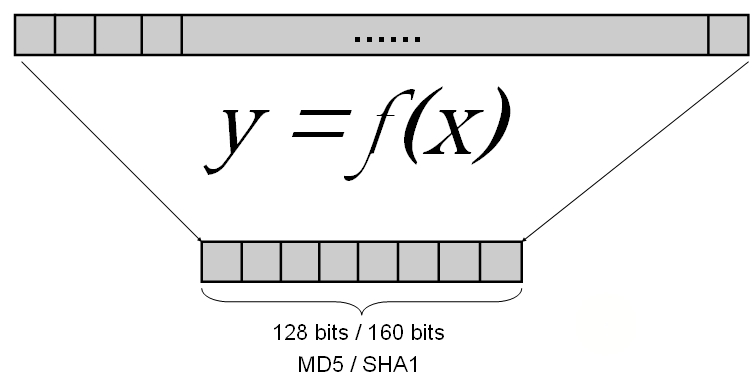 ......
y = f(x)
128 bits / 160 bits
MD5 / SHA1